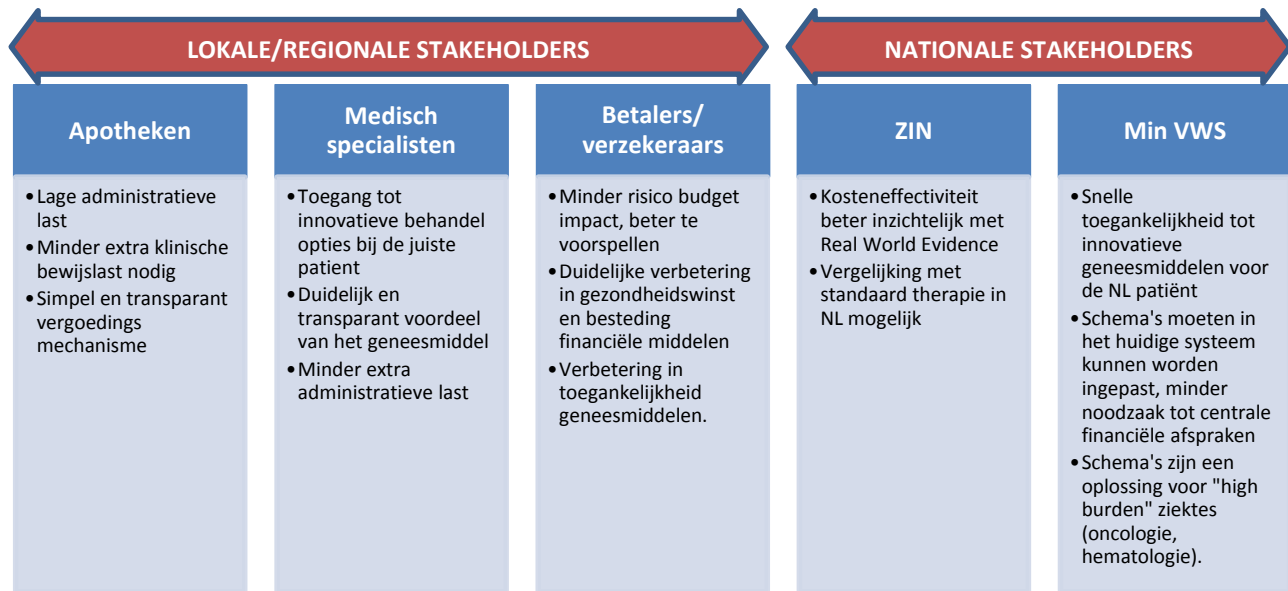 LOKALE/REGIONALE STAKEHOLDERS
NATIONALE STAKEHOLDERS
Apotheken
•Lage administratieve
last
•Minder extra klinische
bewijslast nodig
•Simpel en transparant
vergoedings
mechanisme
Medisch
specialisten
•Toegang tot
innovatieve behandel
opties bij de juiste
patient
•Duidelijk en
transparant voordeel
van het geneesmiddel
•Minder extra
administratieve last
Betalers/
verzekeraars
•Minder risico budget
impact, beter te
voorspellen
•Duidelijke verbetering
in gezondheidswinst
en besteding
financiële middelen
•Verbetering in
toegankelijkheid
geneesmiddelen.
ZIN
•Kosteneffectiviteit
beter inzichtelijk met
Real World Evidence
•Vergelijking met
standaard therapie in
NL mogelijk
Min VWS
•Snelle
toegankelijkheid tot
innovatieve
geneesmiddelen voor
de NL patiënt
•Schema's moeten in
het huidige systeem
kunnen worden
ingepast, minder
noodzaak tot centrale
financiële afspraken
•Schema's zijn een
oplossing voor "high
burden" ziektes
(oncologie,
hematologie).